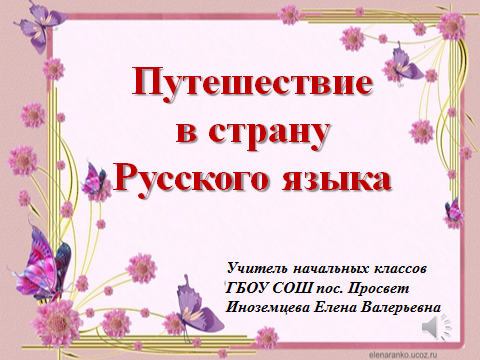 Путешествие
в страну
Русского языка
Учитель начальных классов
ГБОУ СОШ пос. Просвет
Иноземцева Елена Валерьевна
elenaranko.ucoz.ru